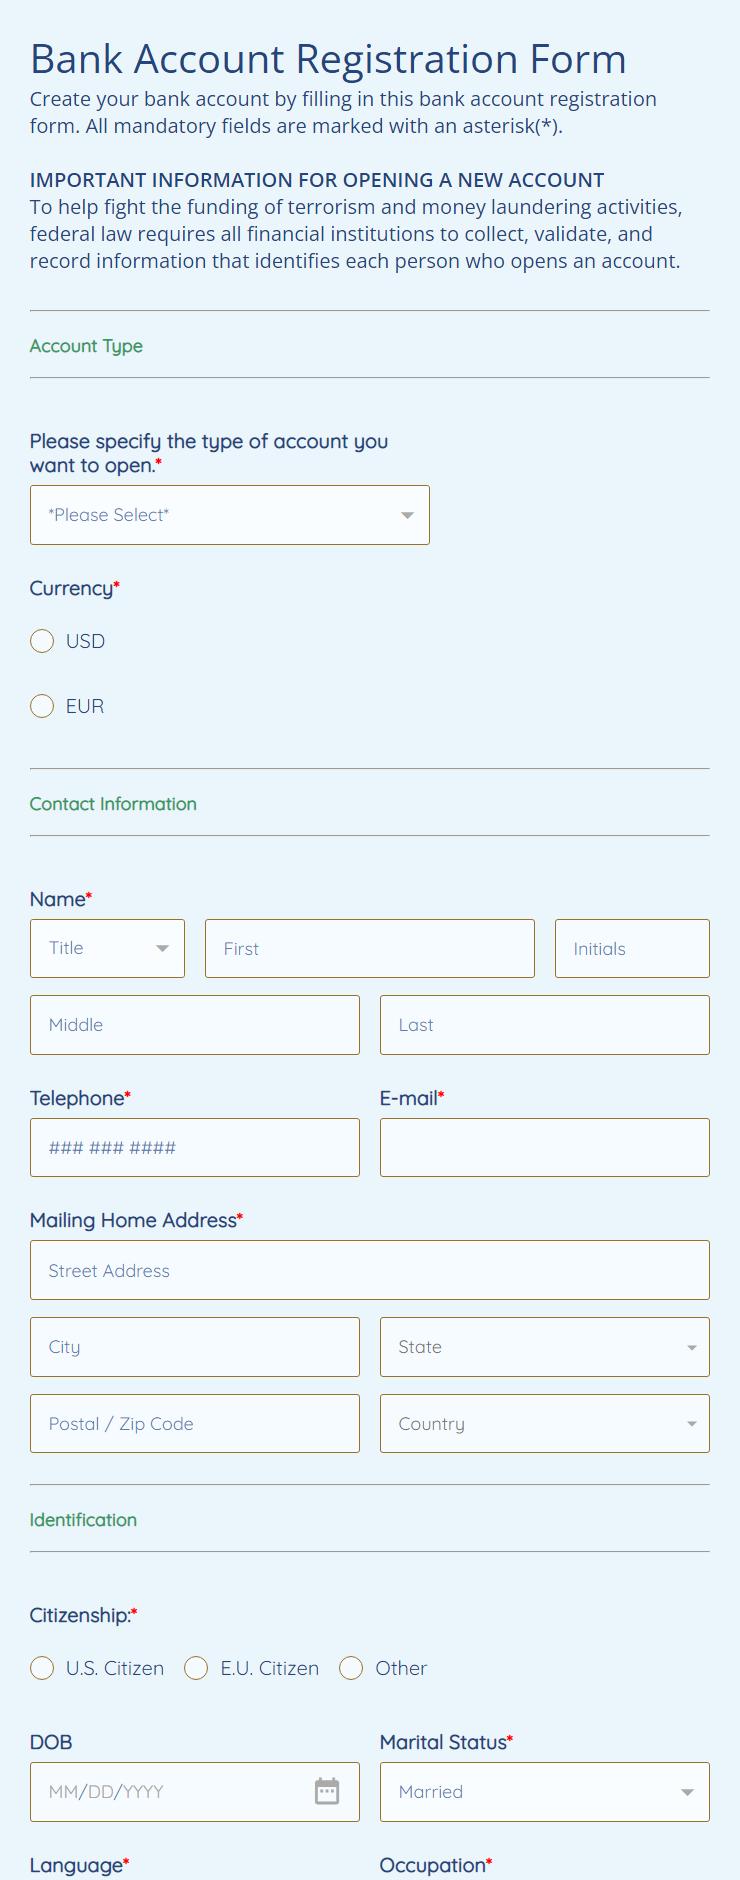 Bank Account Registration Form
Create your bank account by filling in this bank account registration
form. All mandatory fields are marked with an asterisk(*).
IMPORTANT INFORMATION FOR OPENING A NEW ACCOUNT
To help fight the funding of terrorism and money laundering activities,
federal law requires all financial institutions to collect, validate, and
record information that identifies each person who opens an account.
Account Type
Please specify the type of account you
want to open.*
*Please Select*
Currency*
USD
EUR
Contact Information
Name*
Title First Initials
Middle Last
Telephone* E-mail*
### ### ####
Mailing Home Address*
Street Address
City State
Postal / Zip Code Country
Identification
Citizenship:*
U.S. Citizen E.U. Citizen Other
DOB Marital Status*
MM/DD/YYYY Married
Language* Occupation*